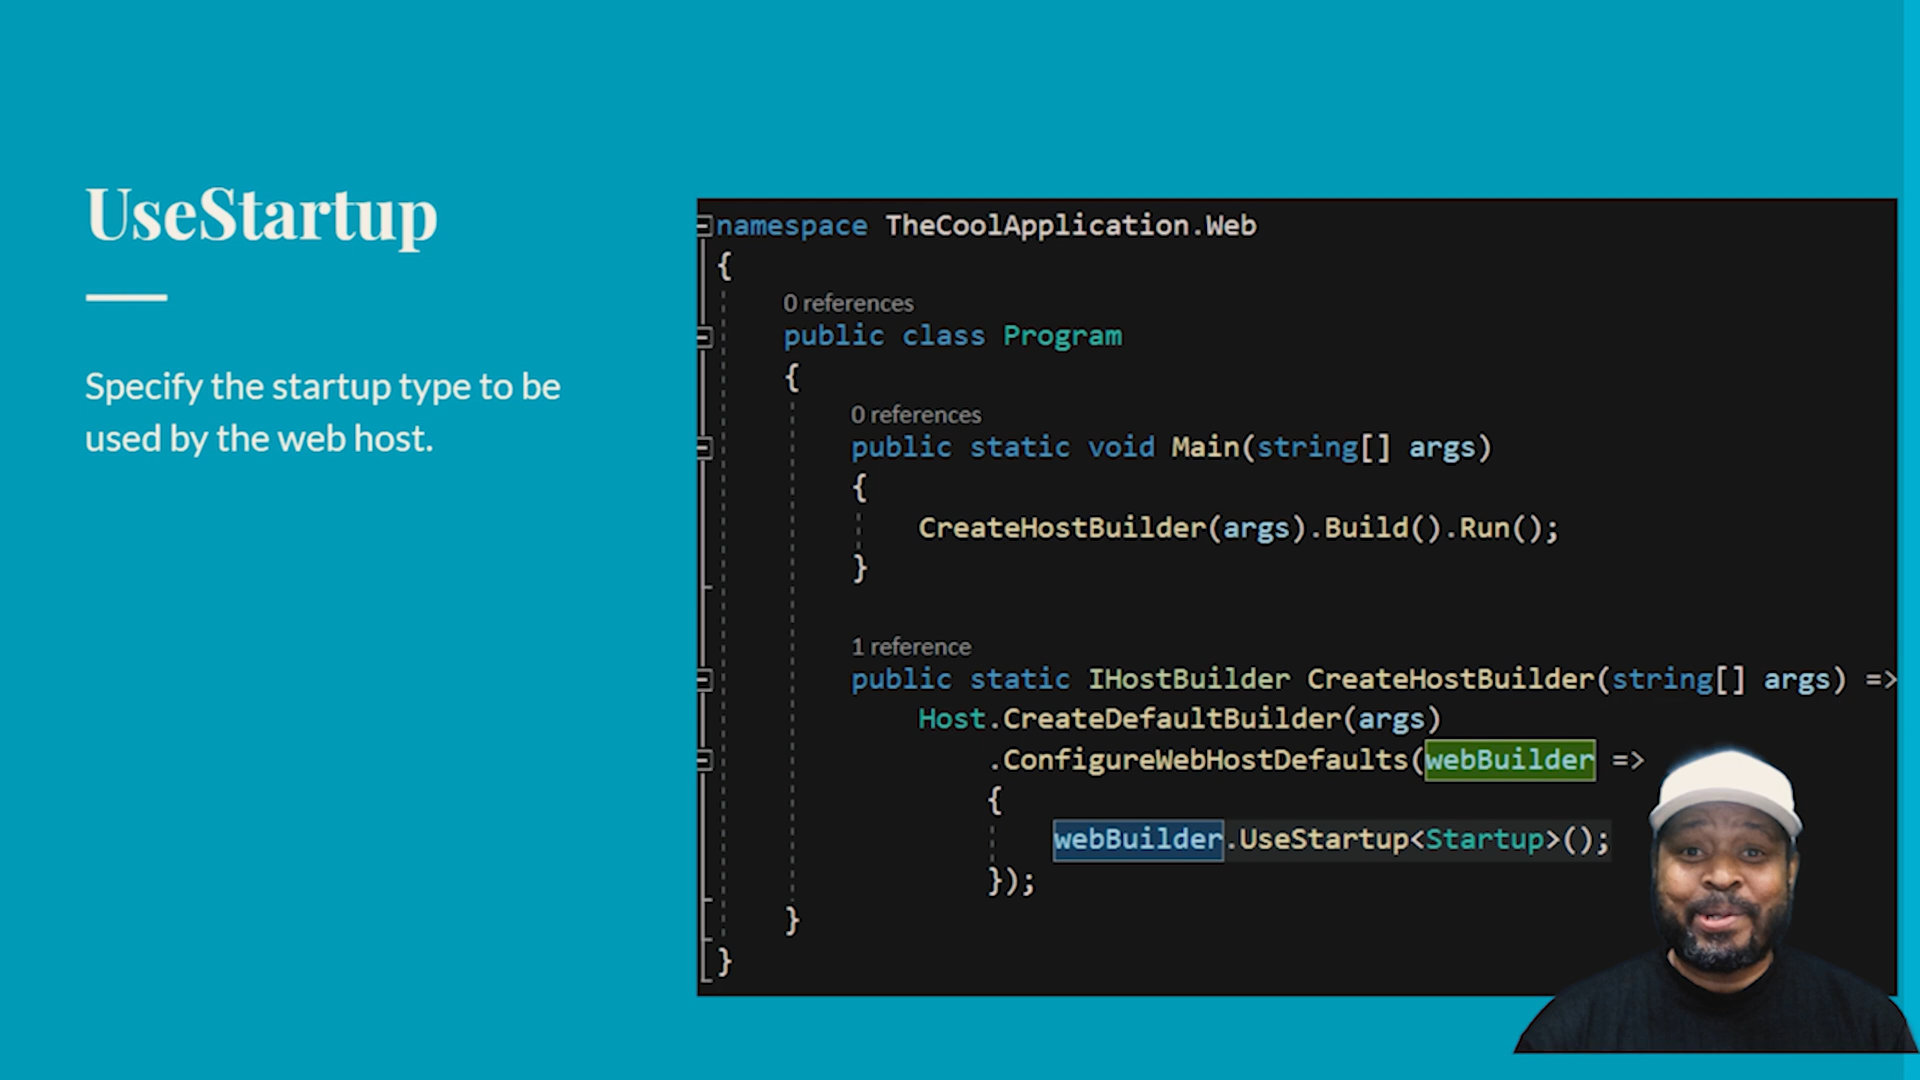 UseStartup
Specify the startup type to be
used by the web host.
namespace TheCoolApplication.Web
{
0 references
public class Program
{
0 references
public static void Main(string[] args)
{
CreateHostBuilder(args).Build().Run();
}
1 reference
public static IHostBuilder CreateHostBuilder(string[] args) =>
Host.CreateDefaultBuilder(args)
.ConfigureWebHostDefaults(webBuilder =>
{
webBuilder.UseStartup<Startup>();
});
}
}